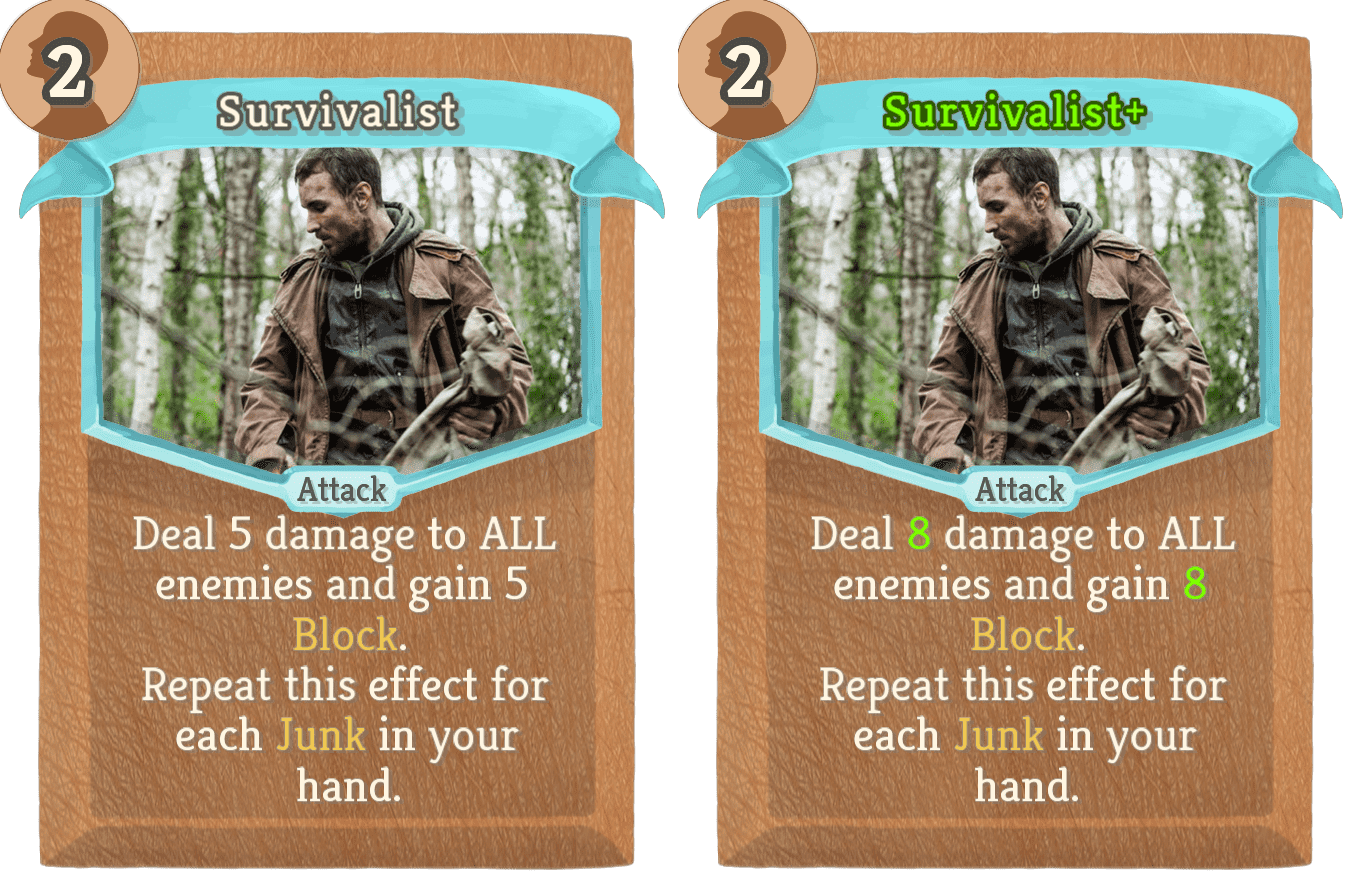 2
Survivalist
Attack
Deal 5 damage to ALL
enemies and gain 5
Block.
Repeat this effect for
each Junk in your
hand.
2
Survivalist+
Attack
Deal 8 damage to ALL
enemies and gain 8
Block.
Repeat this effect for
each Junk in your
hand.